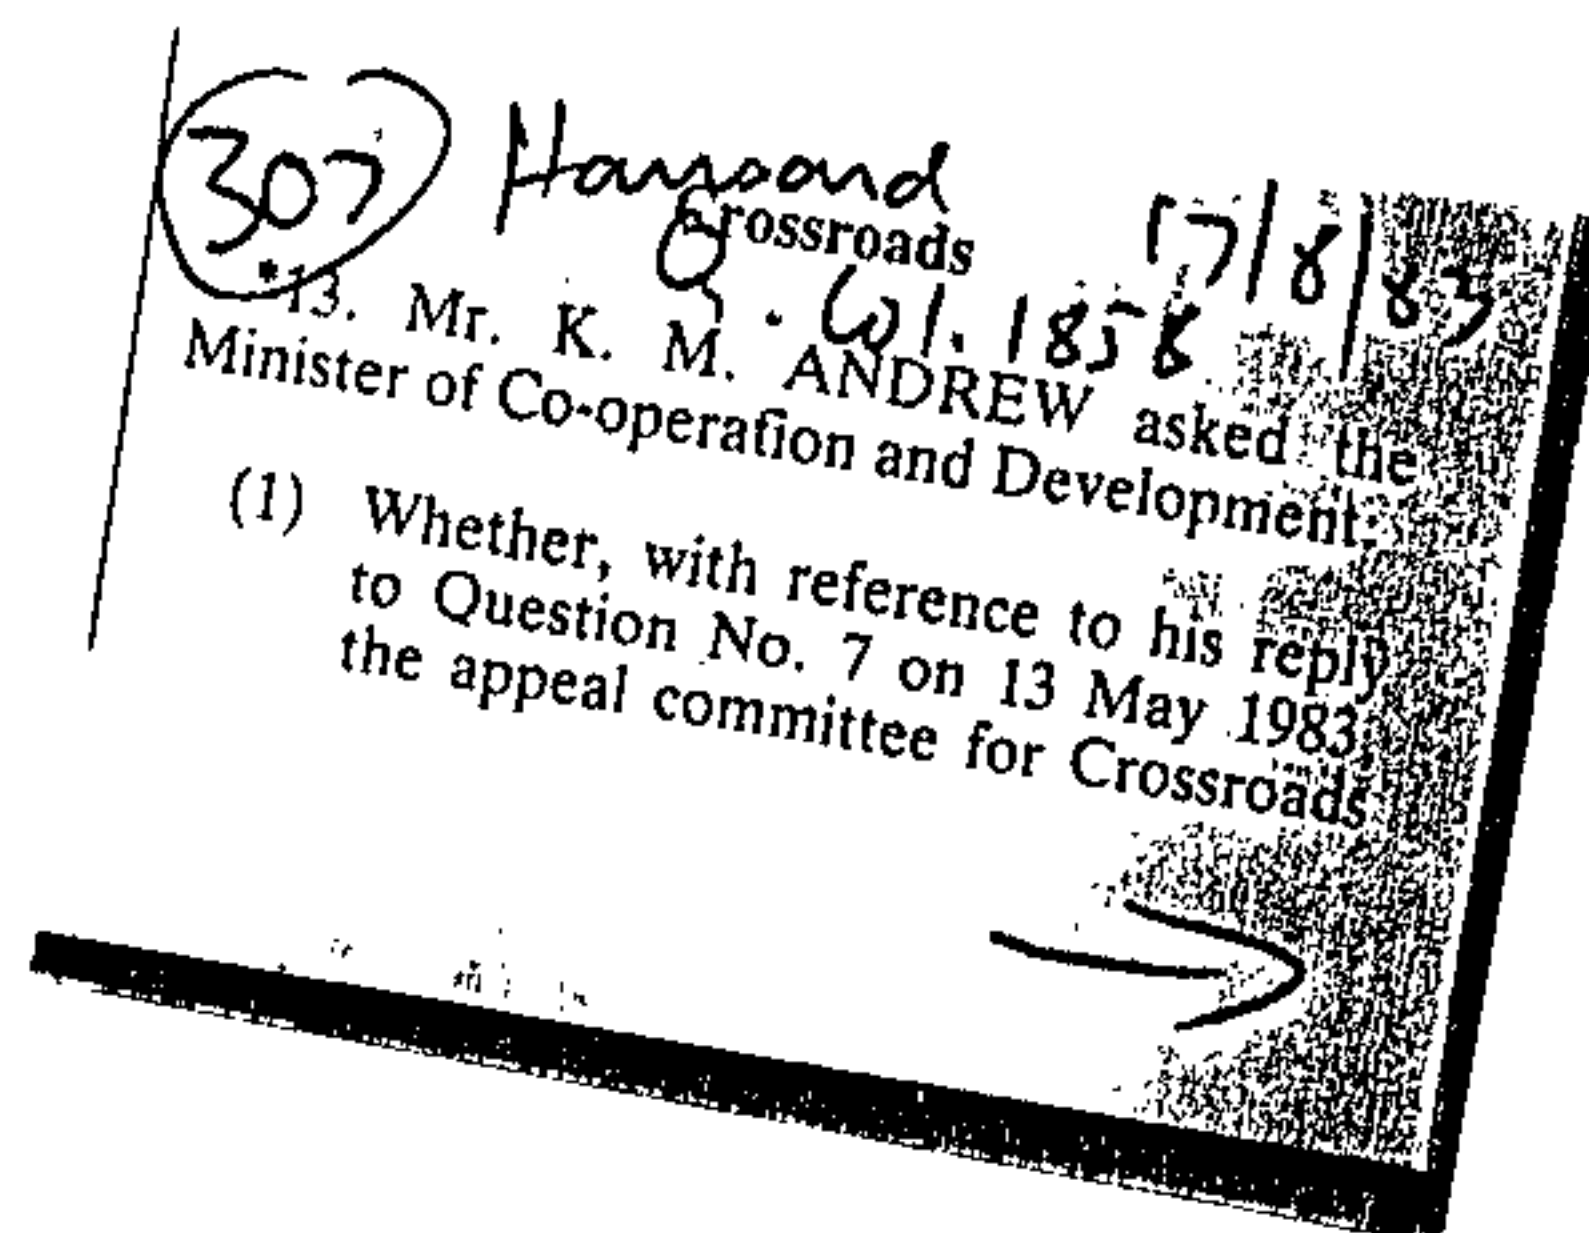 307 Hansard 17/8/83
Crossroads
Q. Col. 1858
*13. Mr. K. M. ANDREW asked the
Minister of Co-operation and Development:
(1) Whether, with reference to his reply
to Question No. 7 on 13 May 1983,
the appeal committee for Crossroads